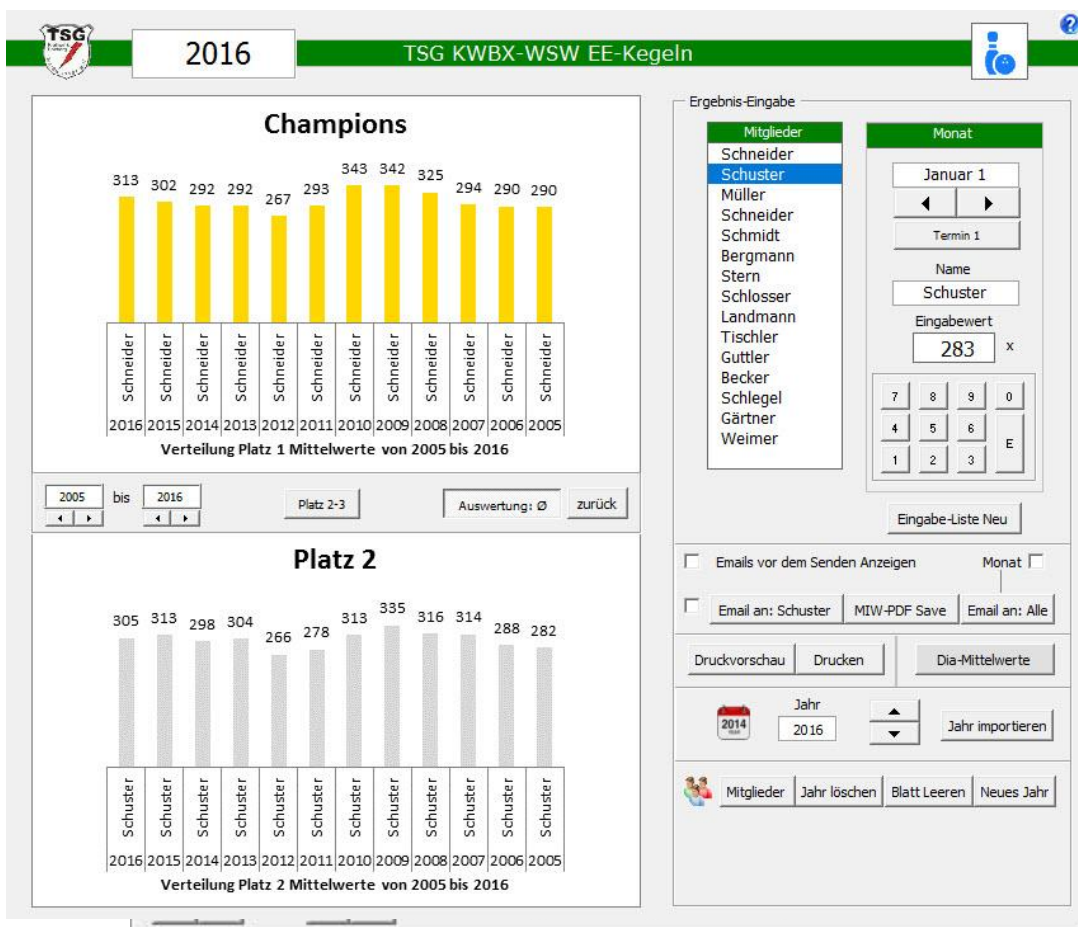 TSG
2016
TSG KWBX-WSW EE-Kegeln
?
Champions
313 302 292 292 267 293 343 342 325 294 290 290
Schneider Schneider Schneider Schneider Schneider Schneider Schneider Schneider Schneider Schneider Schneider Schneider
2016 2015 2014 2013 2012 2011 2010 2009 2008 2007 2006 2005
Verteilung Platz 1 Mittelwerte von 2005 bis 2016
2005 bis 2016
Platz 2-3
Auswertung: Ø
zurück
Platz 2
305 313 298 304 266 278 313 335 316 314 288 282
Schuster Schuster Schuster Schuster Schuster Schuster Schuster Schuster Schuster Schuster Schuster Schuster
2016 2015 2014 2013 2012 2011 2010 2009 2008 2007 2006 2005
Verteilung Platz 2 Mittelwerte von 2005 bis 2016
Ergebnis-Eingabe
Mitglieder
Schneider
Schuster
Müller
Schneider
Schmidt
Bergmann
Stern
Schlosser
Landmann
Tischler
Guttler
Becker
Schlegel
Gärtner
Weimer
Monat
Januar 1
Termin 1
Name
Schuster
Eingabewert
283 x
7 8 9 0
4 5 6 E
1 2 3
Eingabe-Liste Neu
Emails vor dem Senden Anzeigen Monat
Email an: Schuster MIW-PDF Save Email an: Alle
Druckvorschau Drucken Dia-Mittelwerte
2014
Jahr
2016
Jahr importieren
Mitglieder Jahr löschen Blatt Leeren Neues Jahr